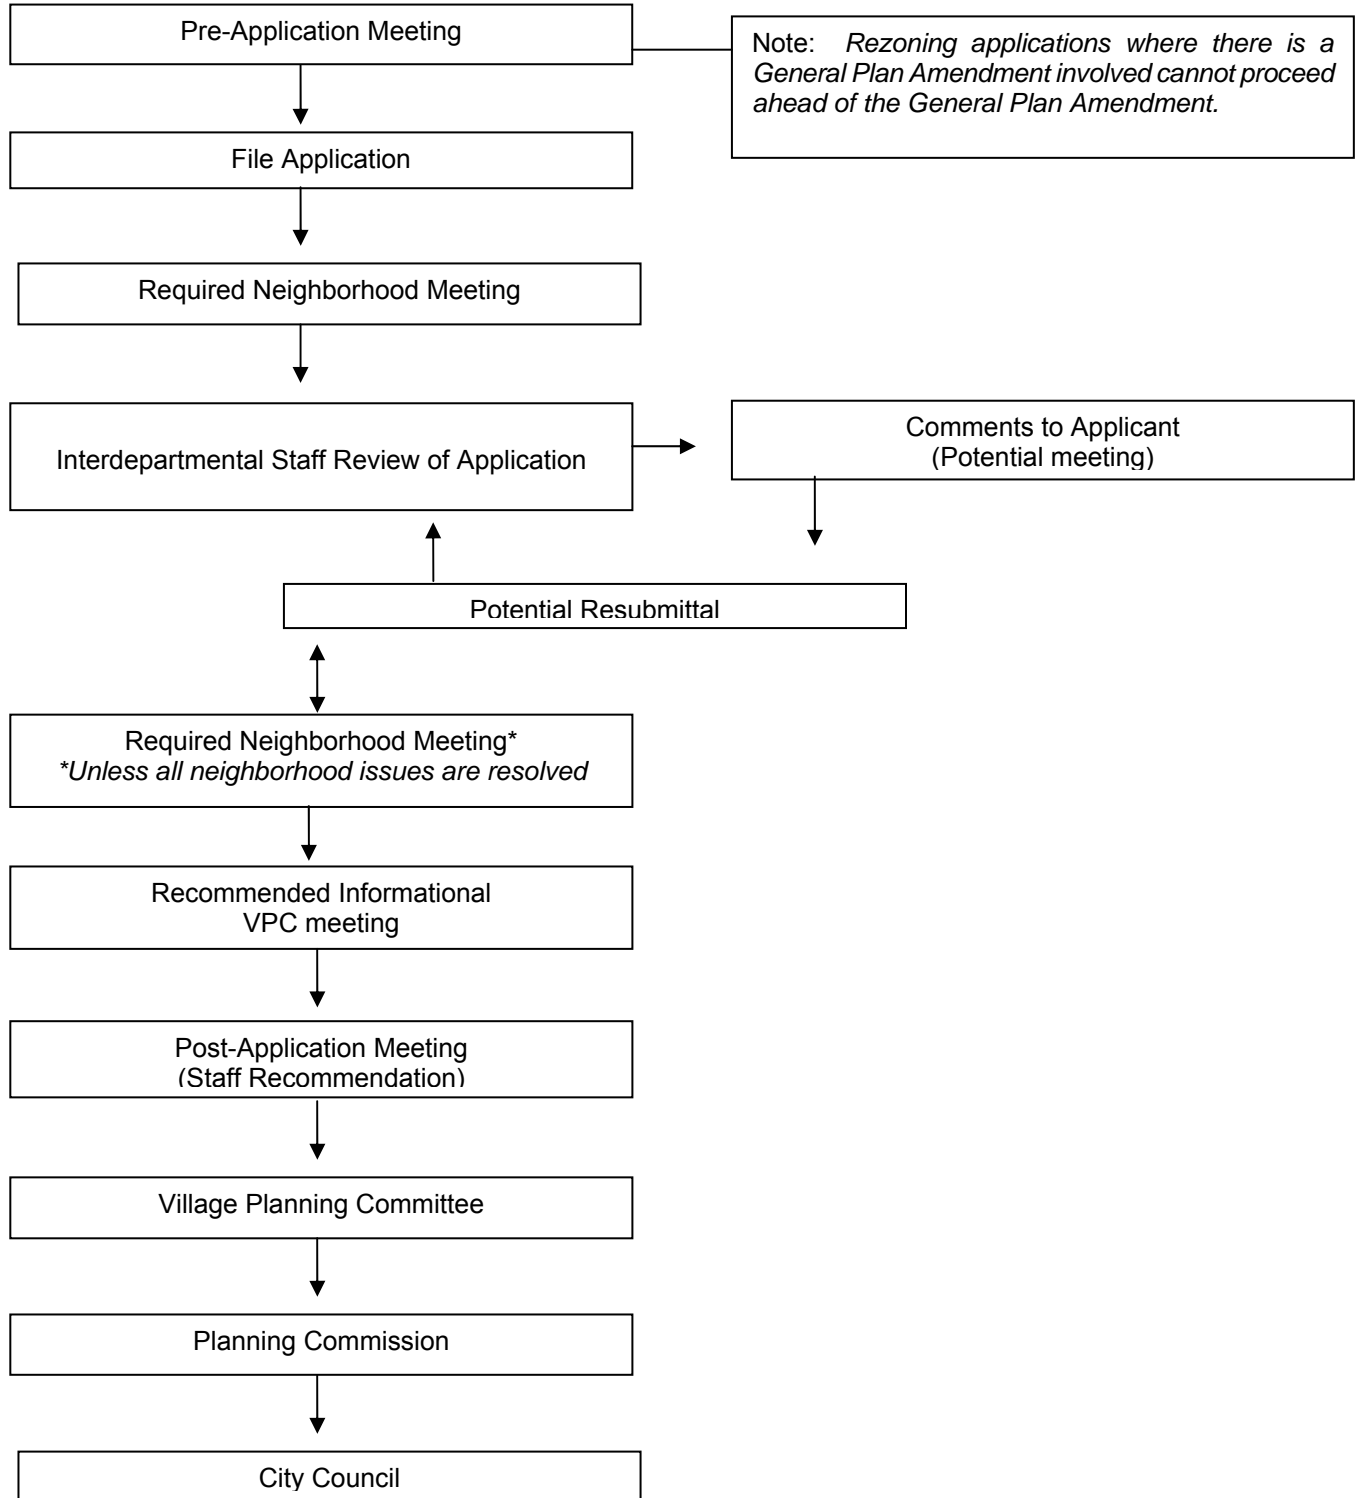 Pre-Application Meeting
Note: Rezoning applications where there is a
General Plan Amendment involved cannot proceed
ahead of the General Plan Amendment.
File Application
Required Neighborhood Meeting
Interdepartmental Staff Review of Application
Comments to Applicant
(Potential meeting)
Potential Resubmittal
Required Neighborhood Meeting*
*Unless all neighborhood issues are resolved
Recommended Informational
VPC meeting
Post-Application Meeting
(Staff Recommendation)
Village Planning Committee
Planning Commission
City Council